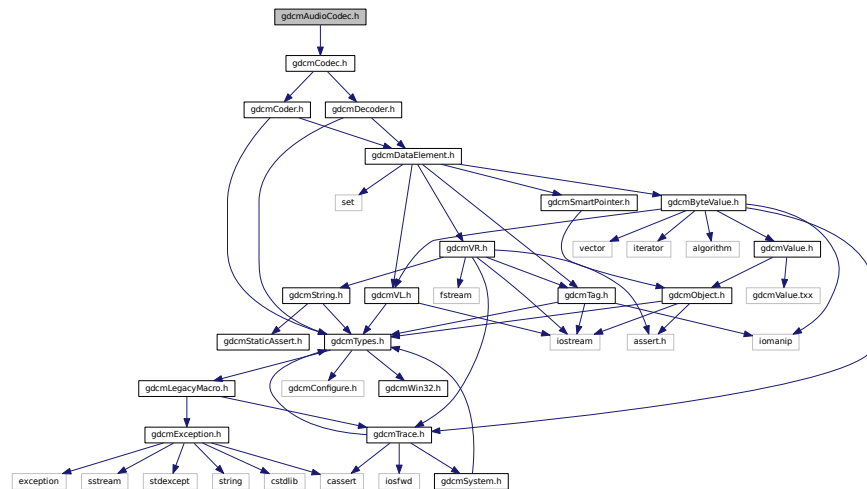 gdcmAudioCodec.h
gdcmCodec.h
gdcmCoder.h
gdcmDecoder.h
gdcmDataElement.h
set
gdcmSmartPointer.h
gdcmByteValue.h
gdcmVR.h
vector
iterator
algorithm
gdcmValue.h
gdcmString.h
gdcmVL.h
fstream
gdcmTag.h
gdcmObject.h
gdcmValue.txx
gdcmStaticAssert.h
gdcmTypes.h
iostream
assert.h
iomanip
gdcmLegacyMacro.h
gdcmConfigure.h
gdcmWin32.h
gdcmException.h
gdcmTrace.h
exception
sstream
stdexcept
string
cstdlib
cassert
iosfwd
gdcmSystem.h